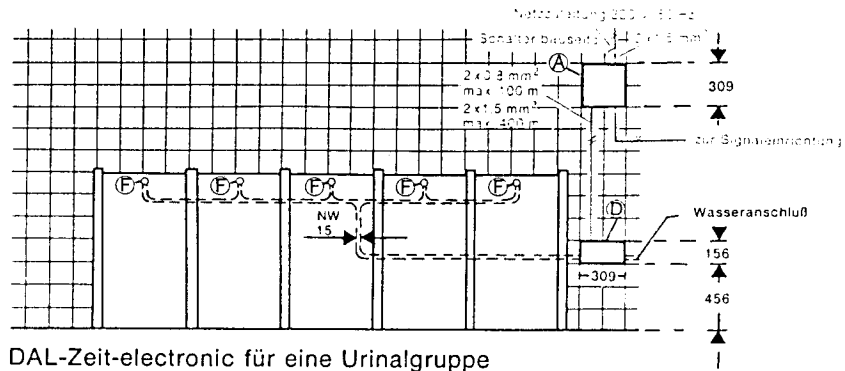 Schalter bauseits
A
2 x 0,8 mm²
max. 100 m
2 x 1,5 mm²
max. 400 m
309
zur Signaleinrichtung
F
F
F
F
F
NW
15
D
Wasseranschluß
309
156
456
DAL-Zeit-electronic für eine Urinalgruppe